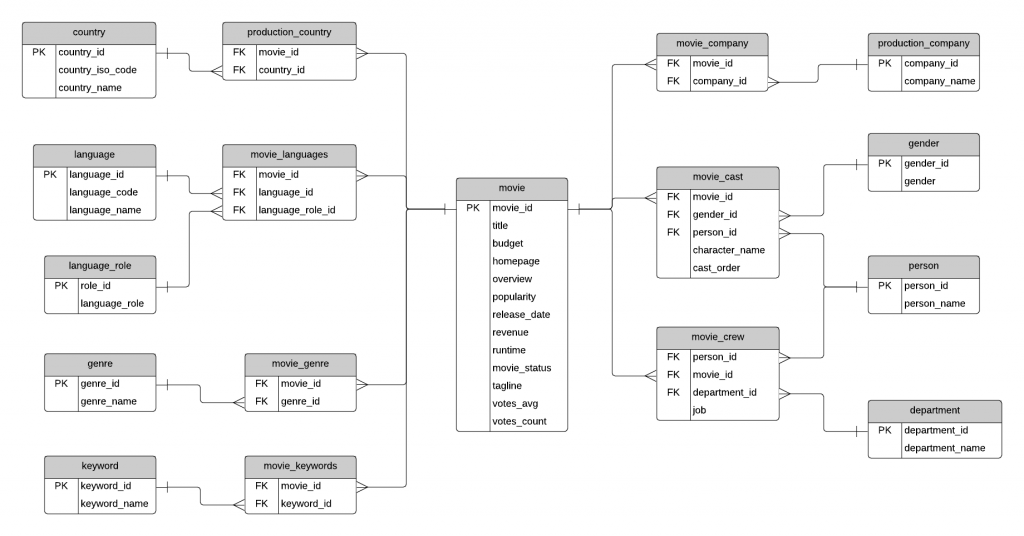 country
PK country_id
country_iso_code
country_name
production_country
FK movie_id
FK country_id
language
PK language_id
language_code
language_name
movie_languages
FK movie_id
FK language_id
FK language_role_id
language_role
PK role_id
language_role
genre
PK genre_id
genre_name
movie_genre
FK movie_id
FK genre_id
keyword
PK keyword_id
keyword_name
movie_keywords
FK movie_id
FK keyword_id
movie
PK movie_id
title
budget
homepage
overview
popularity
release_date
revenue
runtime
movie_status
tagline
votes_avg
votes_count
movie_company
FK movie_id
FK company_id
production_company
PK company_id
company_name
gender
PK gender_id
gender
movie_cast
FK movie_id
FK gender_id
FK person_id
character_name
cast_order
person
PK person_id
person_name
movie_crew
FK person_id
FK movie_id
FK department_id
job
department
PK department_id
department_name